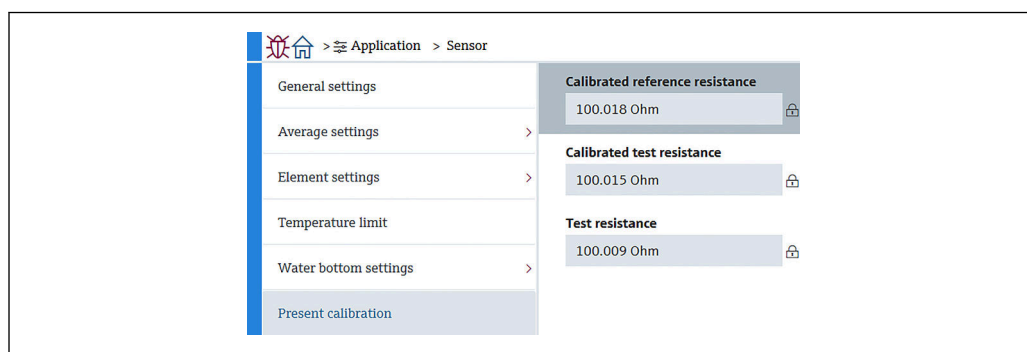 > Application > Sensor
General settings
Average settings >
Element settings >
Temperature limit
Water bottom settings >
Present calibration
Calibrated reference resistance
100.018 Ohm
Calibrated test resistance
100.015 Ohm
Test resistance
100.009 Ohm